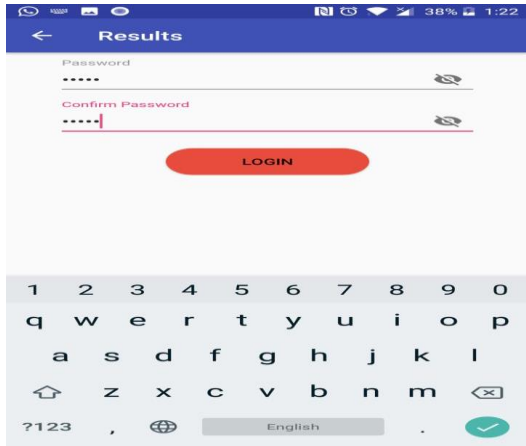 38% 1:22
Results
Password
•••••
Confirm Password
•••••
LOGIN
1 2 3 4 5 6 7 8 9 0
q w e r t y u i o p
a s d f g h j k l
z x c v b n m
?123 , English .